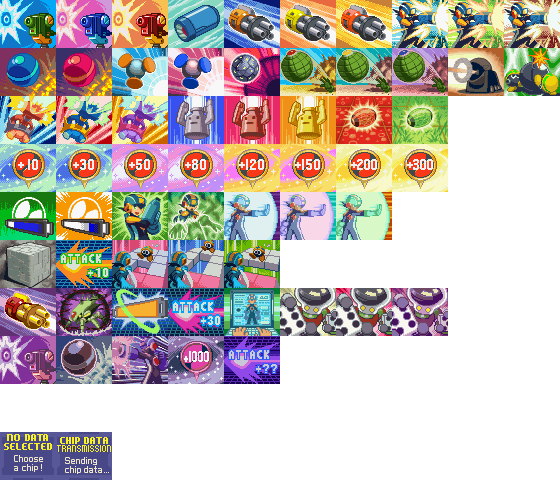 +10 +30 +50 +80 +120 +150 +200 +300
ATTACK
+10
ATTACK
+30
+1000
ATTACK
+??
NO DATA
SELECTED
Choose
a chip!
CHIP DATA
TRANSMISSION
Sending
chip data...